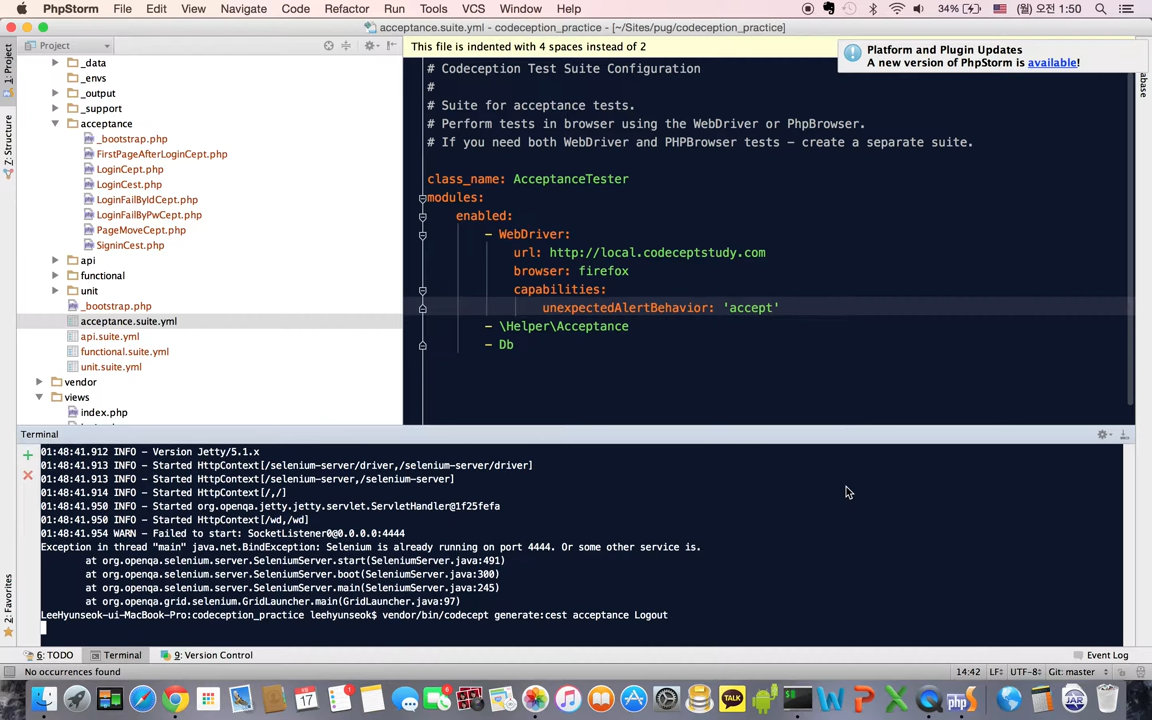 PhpStorm File Edit View Navigate Code Refactor Run Tools VCS Window Help 34% (월) 오전 1:50
acceptance.suite.yml - codeception_practice - [~/Sites/pug/codeception_practice]
1: Project
Z: Structure
2: Favorites
Project
_data
_envs
_output
_support
acceptance
_bootstrap.php
FirstPageAfterLoginCept.php
LoginCept.php
LoginCest.php
LoginFailByIdCept.php
LoginFailByPwCept.php
PageMoveCept.php
SigninCest.php
api
functional
unit
_bootstrap.php
acceptance.suite.yml
api.suite.yml
functional.suite.yml
unit.suite.yml
vendor
views
index.php
This file is indented with 4 spaces instead of 2
Platform and Plugin Updates
A new version of PhpStorm is available!
# Codeception Test Suite Configuration
#
# Suite for acceptance tests.
# Perform tests in browser using the WebDriver or PhpBrowser.
# If you need both WebDriver and PHPBrowser tests - create a separate suite.
class_name: AcceptanceTester
modules:
enabled:
- WebDriver:
url: http://local.codeceptstudy.com
browser: firefox
capabilities:
unexpectedAlertBehavior: 'accept'
- \Helper\Acceptance
- Db
Terminal
01:48:41.912 INFO - Version Jetty/5.1.x
01:48:41.913 INFO - Started HttpContext[/selenium-server/driver,/selenium-server/driver]
01:48:41.913 INFO - Started HttpContext[/selenium-server,/selenium-server]
01:48:41.914 INFO - Started HttpContext[/,/]
01:48:41.950 INFO - Started org.openqa.jetty.jetty.servlet.ServletHandler@1f25fefa
01:48:41.950 INFO - Started HttpContext[/wd,/wd]
01:48:41.954 WARN - Failed to start: SocketListener0@0.0.0.0:4444
Exception in thread "main" java.net.BindException: Selenium is already running on port 4444. Or some other service is.
at org.openqa.selenium.server.SeleniumServer.start(SeleniumServer.java:491)
at org.openqa.selenium.server.SeleniumServer.boot(SeleniumServer.java:300)
at org.openqa.selenium.server.SeleniumServer.main(SeleniumServer.java:245)
at org.openqa.grid.selenium.GridLauncher.main(GridLauncher.java:97)
LeeHyunseok-ui-MacBook-Pro:codeception_practice leehyunseok$ vendor/bin/codecept generate:cest acceptance Logout
6: TODO Terminal 9: Version Control Event Log
No occurrences found 14:42 LF÷ UTF-8÷ Git: master
17
TALK
php
JAR